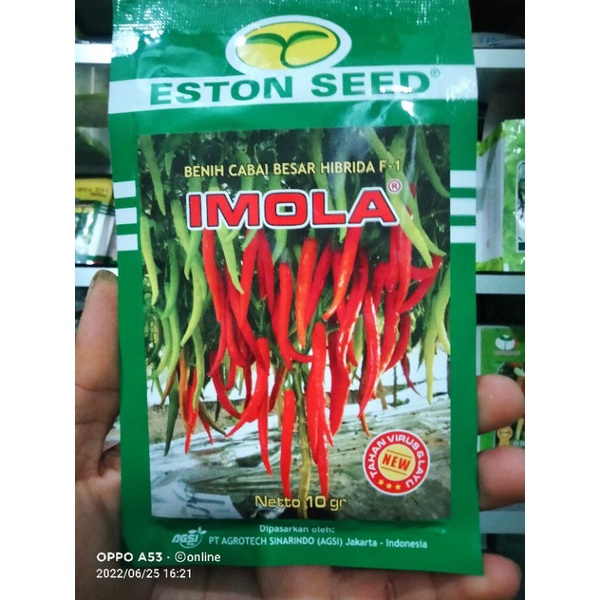 ESTON SEED®
BENIH CABAI BESAR HIBRIDA F-1
IMOLA®
TAHAN VIRUS & LAYU
NEW
Netto 10 gr
Dipasarkan oleh:
AGSI
PT AGROTECH SINARINDO (AGSI) Jakarta - Indonesia
OPPO A53 · ©online
2022/06/25 16:21